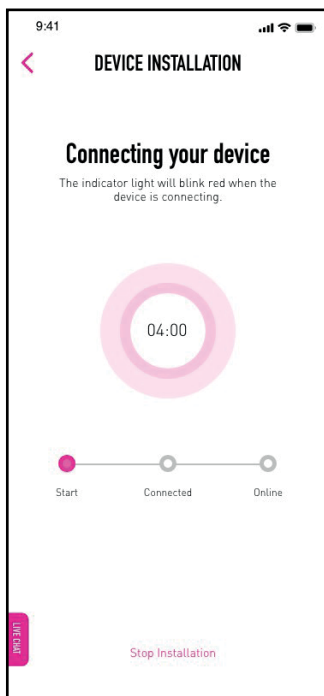 9:41
DEVICE INSTALLATION
Connecting your device
The indicator light will blink red when the
device is connecting.
04:00
Start Connected Online
LIVE CHAT
Stop Installation